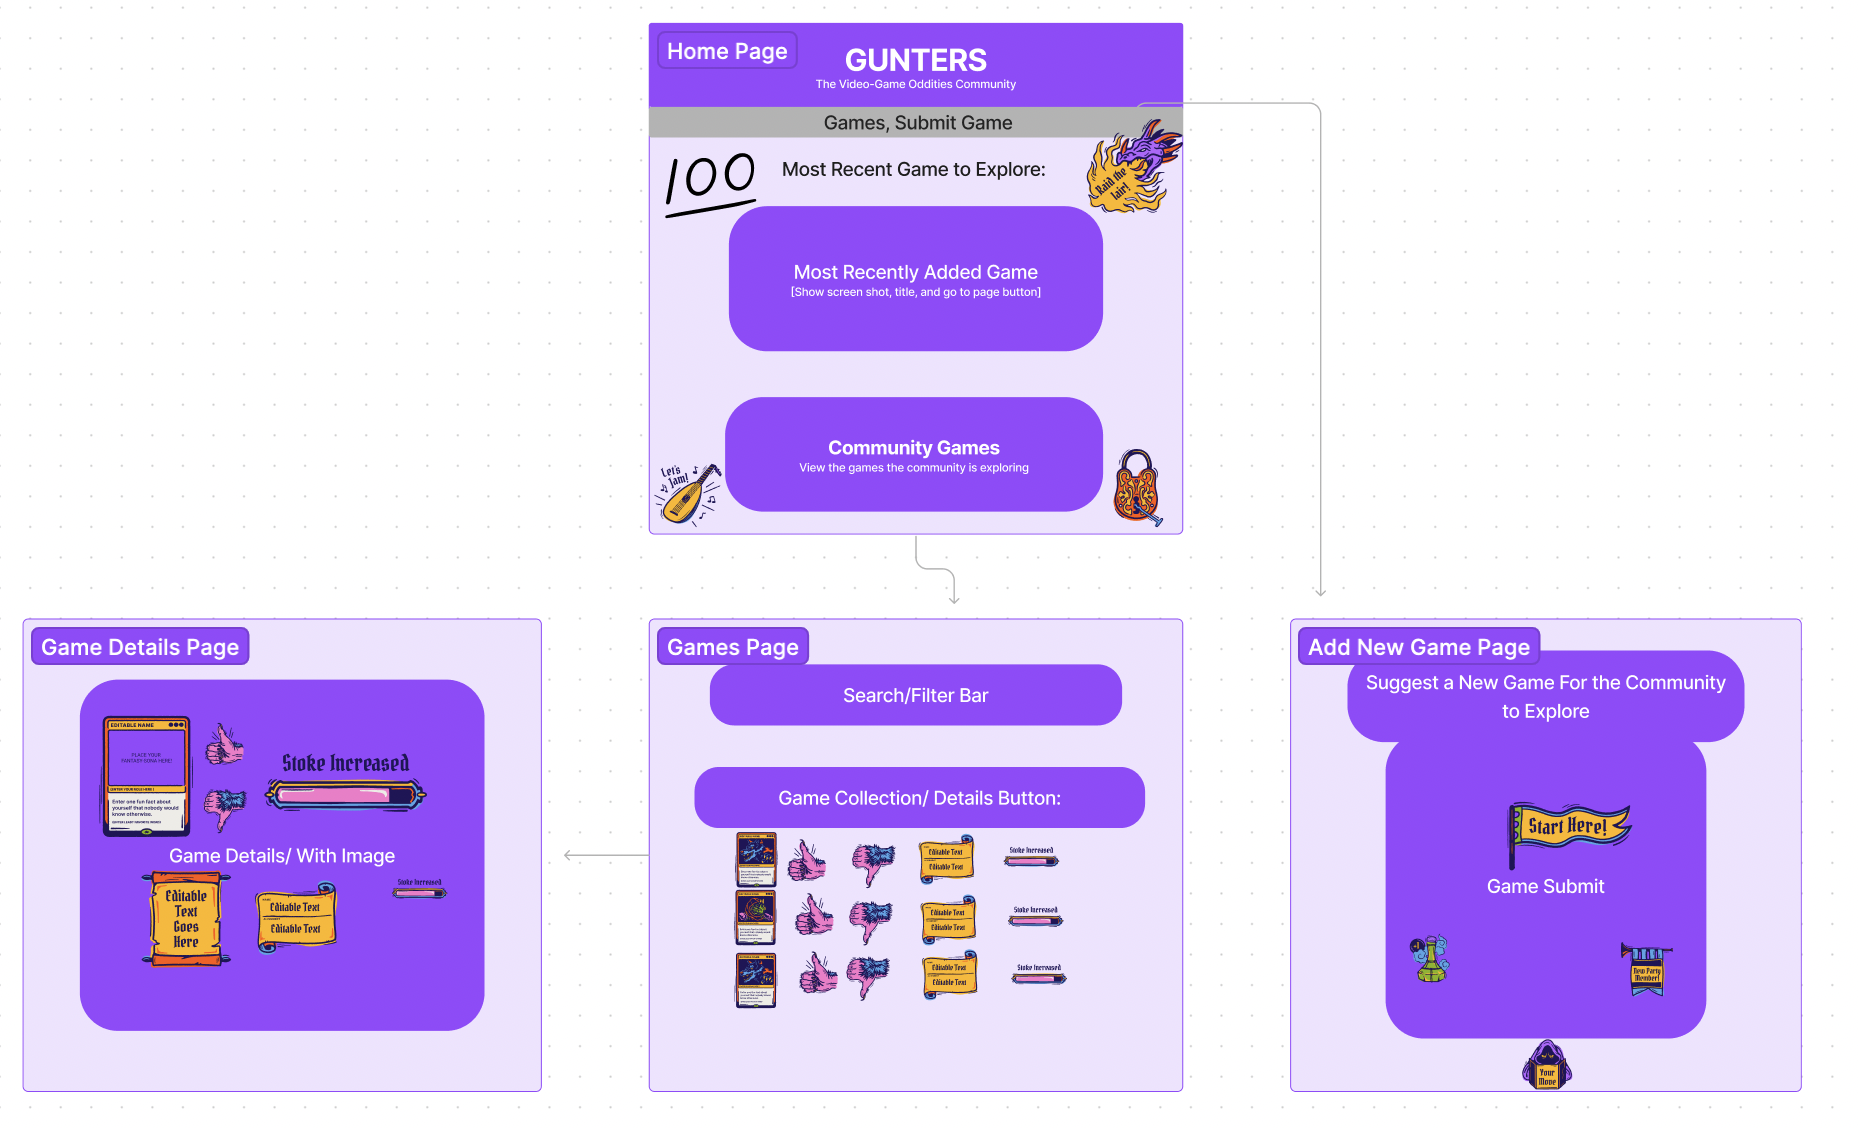 Home Page
GUNTERS
The Video-Game Oddities Community
Games, Submit Game
100
Most Recent Game to Explore:
Raid the
lair!
Most Recently Added Game
[Show screen shot, title, and go to page button]
Community Games
View the games the community is exploring
Let's
Jam!
Game Details Page
EDITABLE NAME
PLACE YOUR
FANTASY-SONA HERE!
[ENTER YOUR ROLE HERE]
Enter one fun fact about
yourself that nobody would
know otherwise.
Stoke Increased
Game Details/ With Image
Editable
Text
Goes
Here
Editable Text
Editable Text
Stoke Increased
Games Page
Search/Filter Bar
Game Collection/ Details Button:
Editable Text
Editable Text
Stoke Increased
Editable Text
Editable Text
Stoke Increased
Editable Text
Editable Text
Stoke Increased
Add New Game Page
Suggest a New Game For the Community
to Explore
Start Here!
Game Submit
New Party
Member!
Your
Move